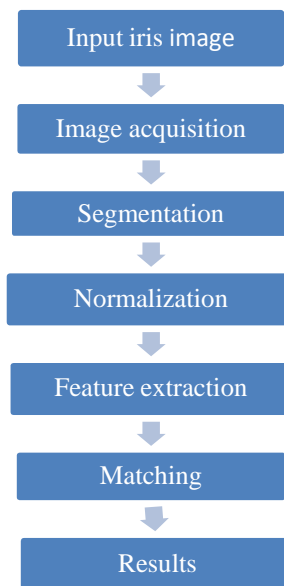 Input iris image
Image acquisition
Segmentation
Normalization
Feature extraction
Matching
Results